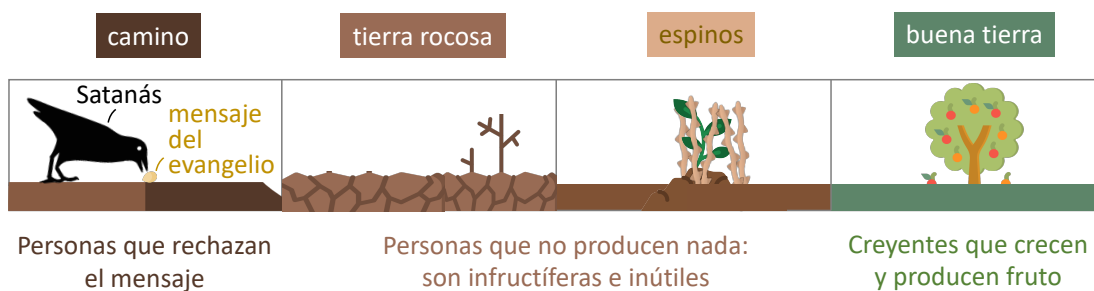 camino
tierra rocosa
espinos
buena tierra
Satanás
mensaje
del
evangelio
Personas que rechazan
el mensaje
Personas que no producen nada:
son infructíferas e inútiles
Creyentes que crecen
y producen fruto